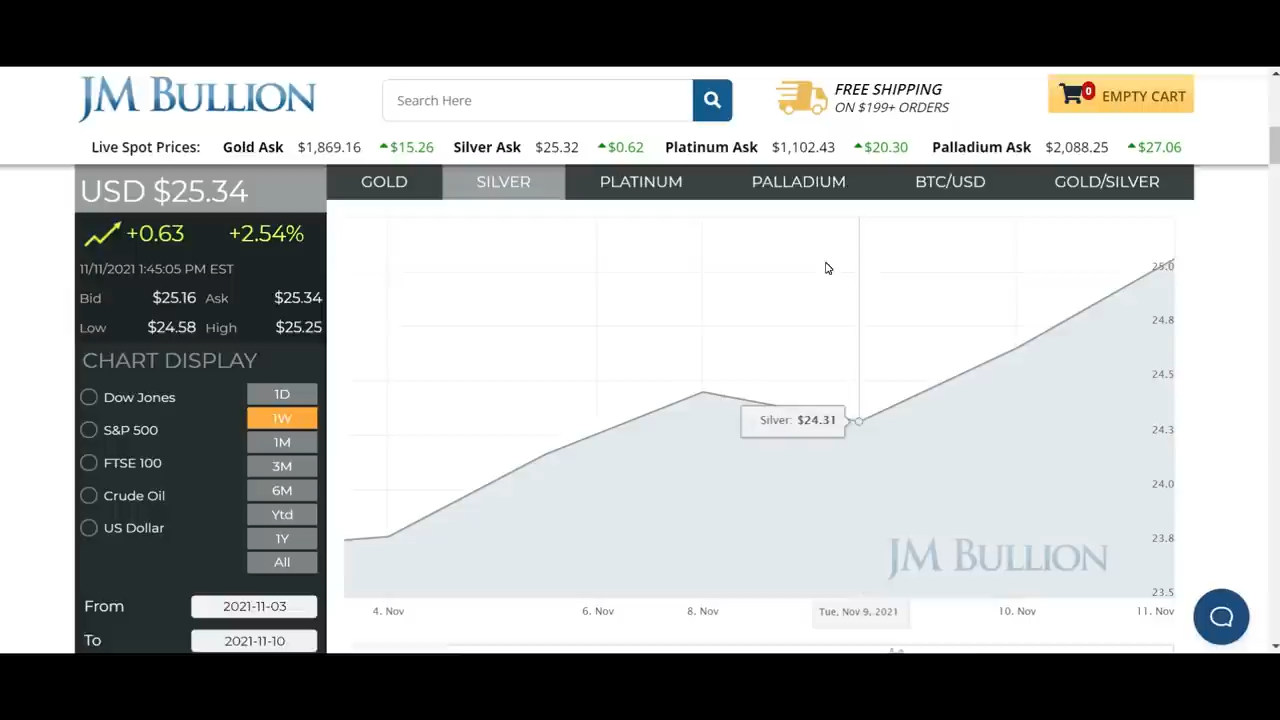 JM BULLION
Search Here
FREE SHIPPING
ON $199+ ORDERS
0
EMPTY CART
Live Spot Prices: Gold Ask $1,869.16 $15.26 Silver Ask $25.32 $0.62 Platinum Ask $1,102.43 $20.30 Palladium Ask $2,088.25 $27.06
USD $25.34
GOLD SILVER PLATINUM PALLADIUM BTC/USD GOLD/SILVER
+0.63 +2.54%
11/11/2021 1:45:05 PM EST
Bid $25.16 Ask $25.34
Low $24.58 High $25.25
CHART DISPLAY
Dow Jones
S&P 500
FTSE 100
Crude Oil
US Dollar
1D
1W
1M
3M
6M
Ytd
1Y
All
From 2021-11-03
To 2021-11-10
Silver: $24.31
25.0
24.8
24.5
24.3
24.0
23.8
23.5
JM BULLION
4. Nov 6. Nov 8. Nov Tue, Nov 9, 2021 10. Nov 11. Nov